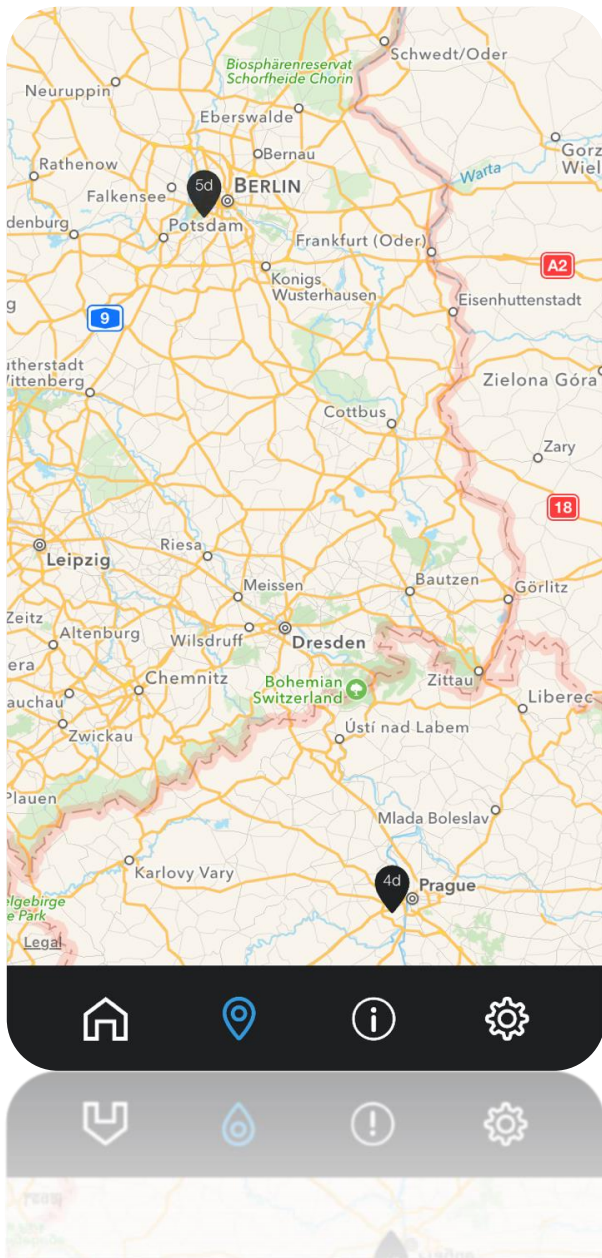 Schwedt/Oder
Biosphärenreservat
Schorfheide Chorin
Neuruppin
Eberswalde
Gorz
Wiel
Bernau
Rathenow
Warta
5d
BERLIN
Falkensee
denburg
Potsdam
Frankfurt (Oder)
A2
Konigs
Wusterhausen
Eisenhuttenstadt
g
9
utherstadt
Vittenberg
Zielona Góra
Cottbus
Zary
18
Riesa
Leipzig
Meissen
Bautzen
Görlitz
Zeitz
Altenburg
Wilsdruff
Dresden
era
Chemnitz
Bohemian
Switzerland
Zittau
auchau
Liberec
Zwickau
Ústí nad Labem
Plauen
Mlada Boleslav
Karlovy Vary
4d
Prague
elgebirge
e Park
Legal